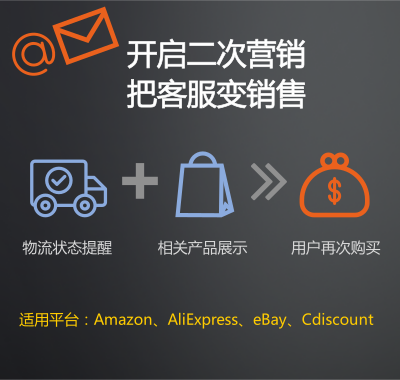 @
开启二次营销
把客服变销售
$
物流状态提醒
相关产品展示
用户再次购买
适用平台：Amazon、AliExpress、eBay、Cdiscount